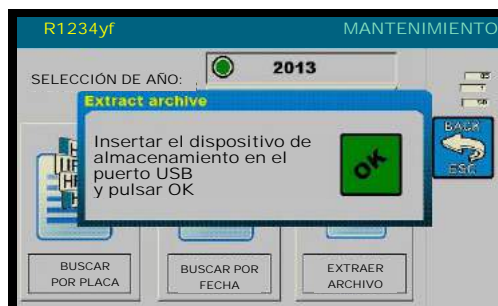 R1234yf
MANTENIMIENTO
SELECCIÓN DE AÑO:
2013
Extract archive
Insertar el dispositivo de
almacenamiento en el
puerto USB
y pulsar OK
OK
BACK
ESC
BUSCAR
POR PLACA
BUSCAR POR
FECHA
EXTRAER
ARCHIVO